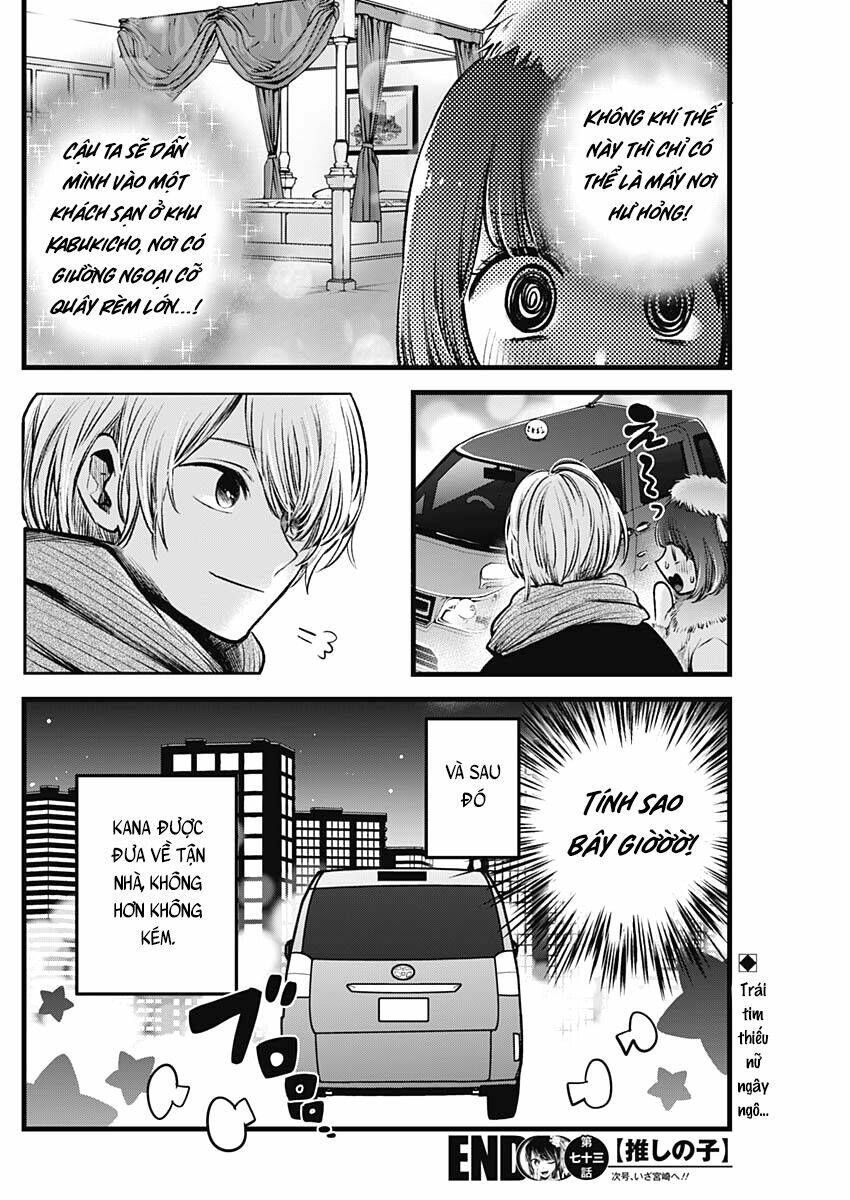 KHÔNG KHÍ THẾ
NÀY THÌ CHỈ CÓ
THỂ LÀ MẤY NƠI
HƯ HỎNG!
CẬU TA SẼ DẪN
MÌNH VÀO MỘT
KHÁCH SẠN Ở KHU
KABUKICHO, NƠI CÓ
GIƯỜNG NGOẠI CỠ
QUÂY RÈM LỚN...!
え〜〜っ
TÍNH SAO
BÂY GIỜỜỜ!
VÀ SAU
ĐÓ
KANA ĐƯỢC
ĐƯA VỀ TẬN
NHÀ, KHÔNG
HƠN KHÔNG
KÉM.
ブロロロ
Trái
tim
thiếu
nữ
ngây
ngô...
END
第
七十三
話
【推しの子】
次号、いざ宮崎へ!!